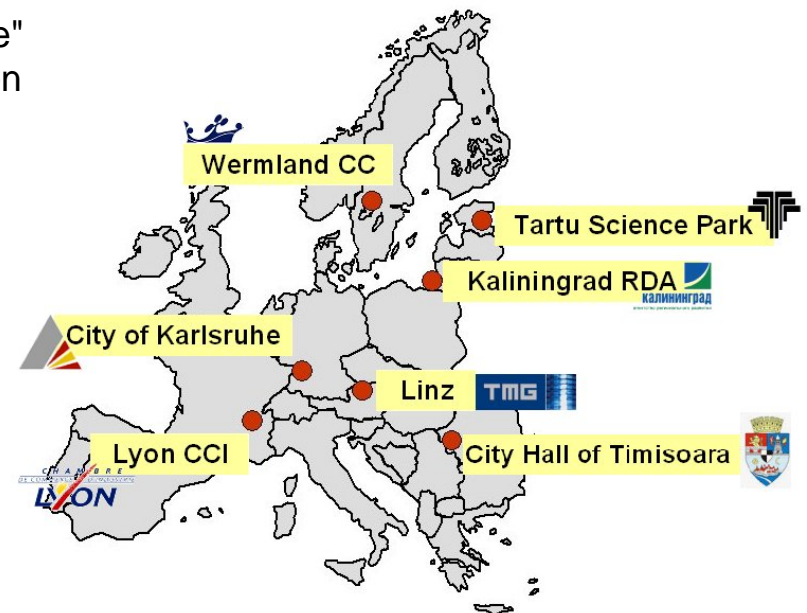 e"
n
Wermland CC
Tartu Science Park
Kaliningrad RDA
КАЛИНИНГРАД
City of Karlsruhe
Linz TMG
Lyon CCI
City Hall of Timisoara
CHAMBRE
LYON